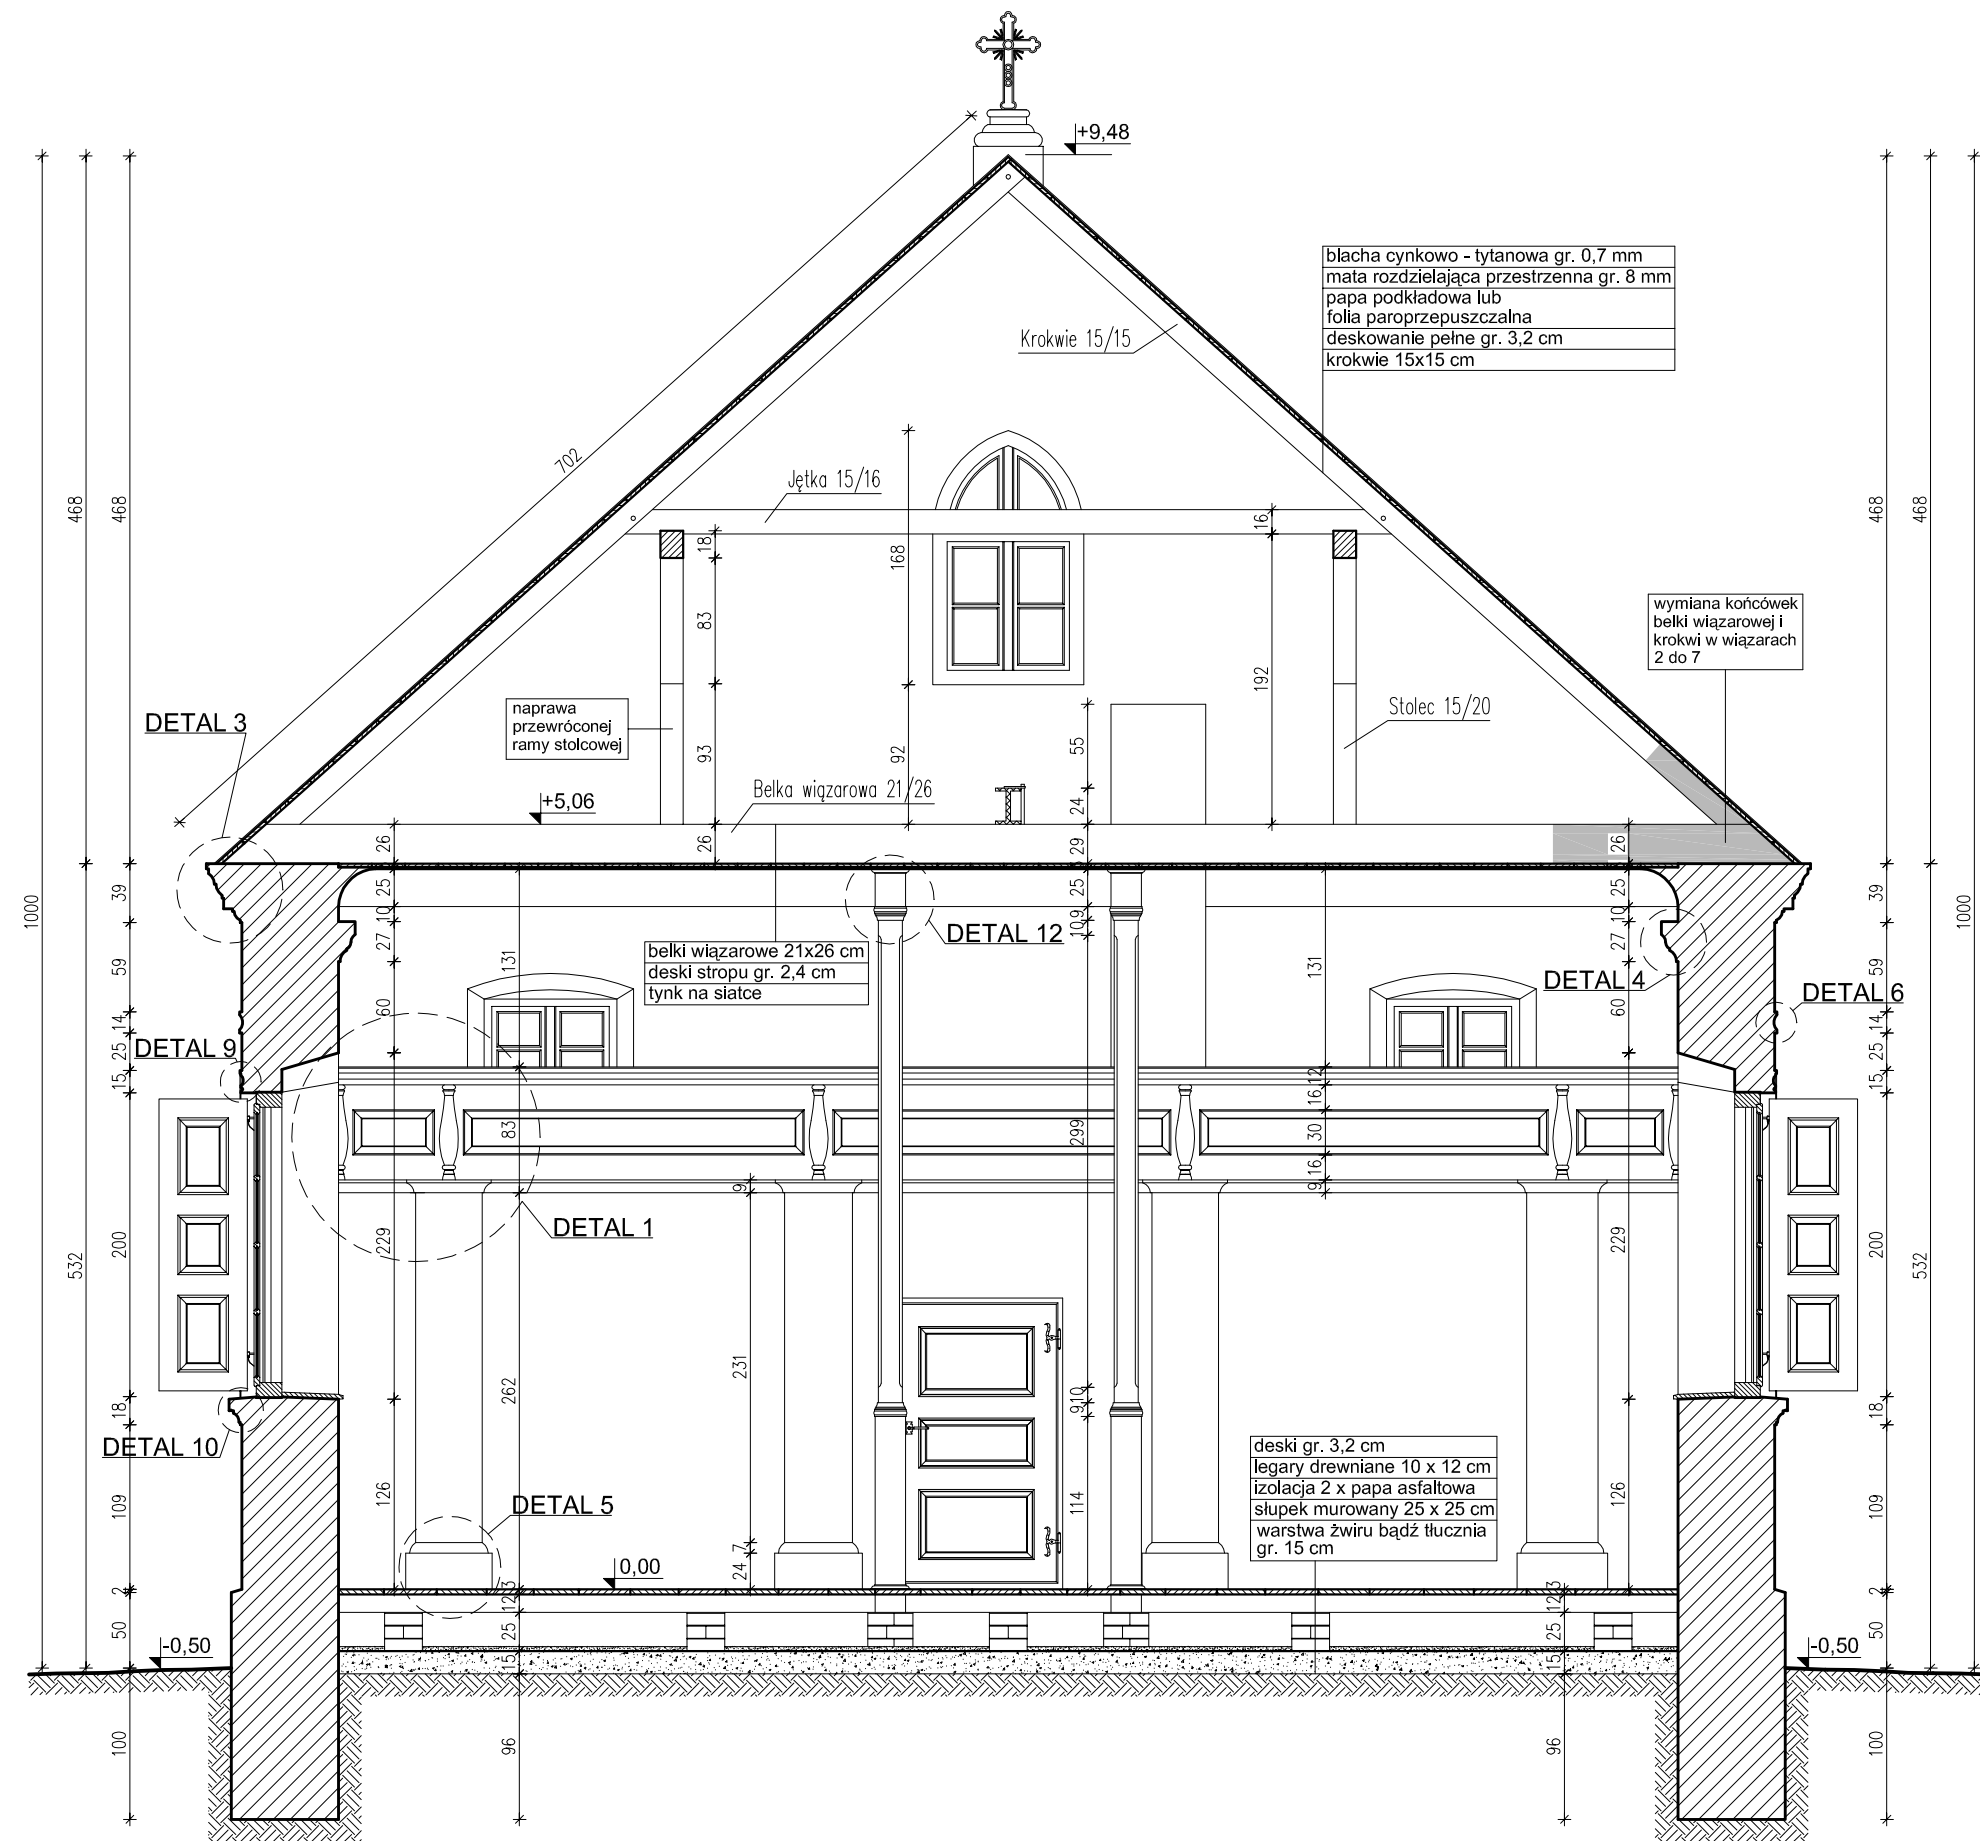 +9,48
blacha cynkowo - tytanowa gr. 0,7 mm
mata rozdzielająca przestrzenna gr. 8 mm
papa podkładowa lub
folia paroprzepuszczalna
deskowanie pełne gr. 3,2 cm
krokwie 15x15 cm
Krokwie 15/15
702
Jętka 15/16
468
468
468
468
16
18
168
83
192
wymiana końcówek
belki wiązarowej i
krokwi w wiązarach
2 do 7
naprawa
przewróconej
ramy stolcowej
Stolec 15/20
DETAL 3
93
92
55
24
Belka wiązarowa 21/26
+5,06
26
26
29
26
1000
39
25
25
25
39
1000
10
109
10
27
27
DETAL 12
belki wiązarowe 21x26 cm
deski stropu gr. 2,4 cm
tynk na siatce
131
131
59
59
DETAL 4
DETAL 6
60
60
14
14
DETAL 9
25
25
15
15
12
16
83
299
30
16
9
9
DETAL 1
229
229
532
200
200
532
231
262
910
18
18
DETAL 10
deski gr. 3,2 cm
legary drewniane 10 x 12 cm
izolacja 2 x papa asfaltowa
słupek murowany 25 x 25 cm
warstwa żwiru bądź tłucznia
gr. 15 cm
126
114
126
109
DETAL 5
109
7
24
0,00
2
123
123
2
50
25
25
50
-0,50
-0,50
15
15
100
96
96
100